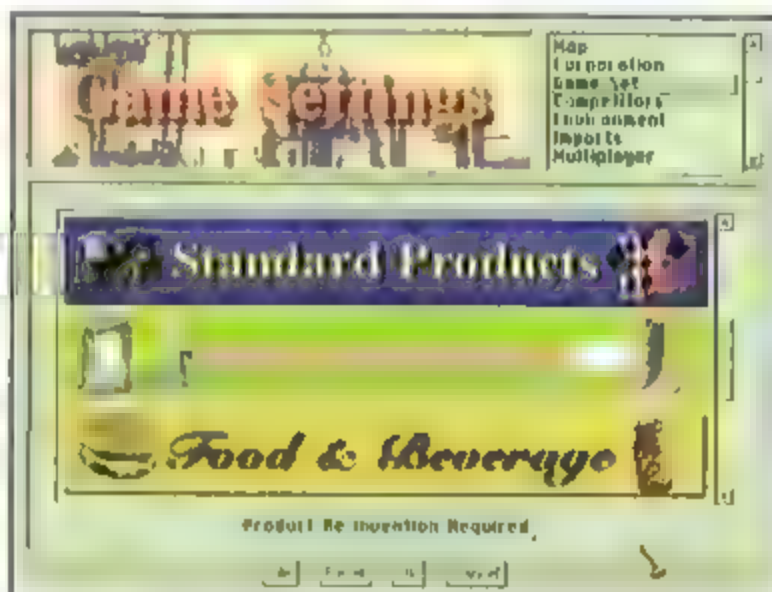 Game Settings
Map
Corporation
Game Set
Competitors
Environment
Imports
Multiplayer
Standard Products
Food & Beverage
Product Re Invention Required